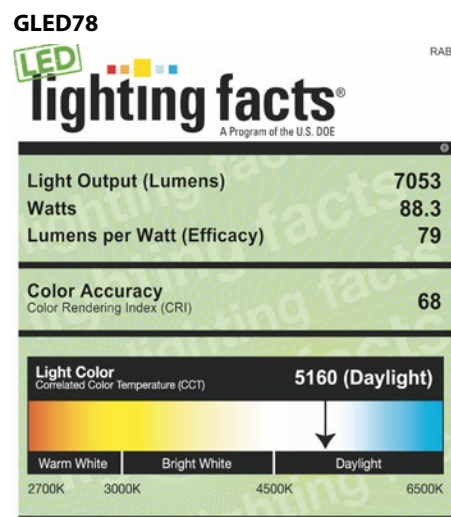 GLED78
RAB
LED
lighting facts®
A Program of the U.S. DOE
Light Output (Lumens) 7053
Watts 88.3
Lumens per Watt (Efficacy) 79
Color Accuracy
Color Rendering Index (CRI) 68
Light Color
Correlated Color Temperature (CCT) 5160 (Daylight)
Warm White Bright White Daylight
2700K 3000K 4500K 6500K